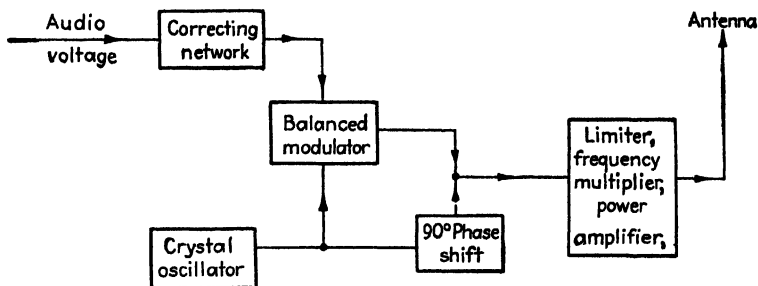 Audio
voltage
Correcting
network
Antenna
Balanced
modulator
Limiter,
frequency
multiplier,
power
amplifier,
90° Phase
shift
Crystal
oscillator